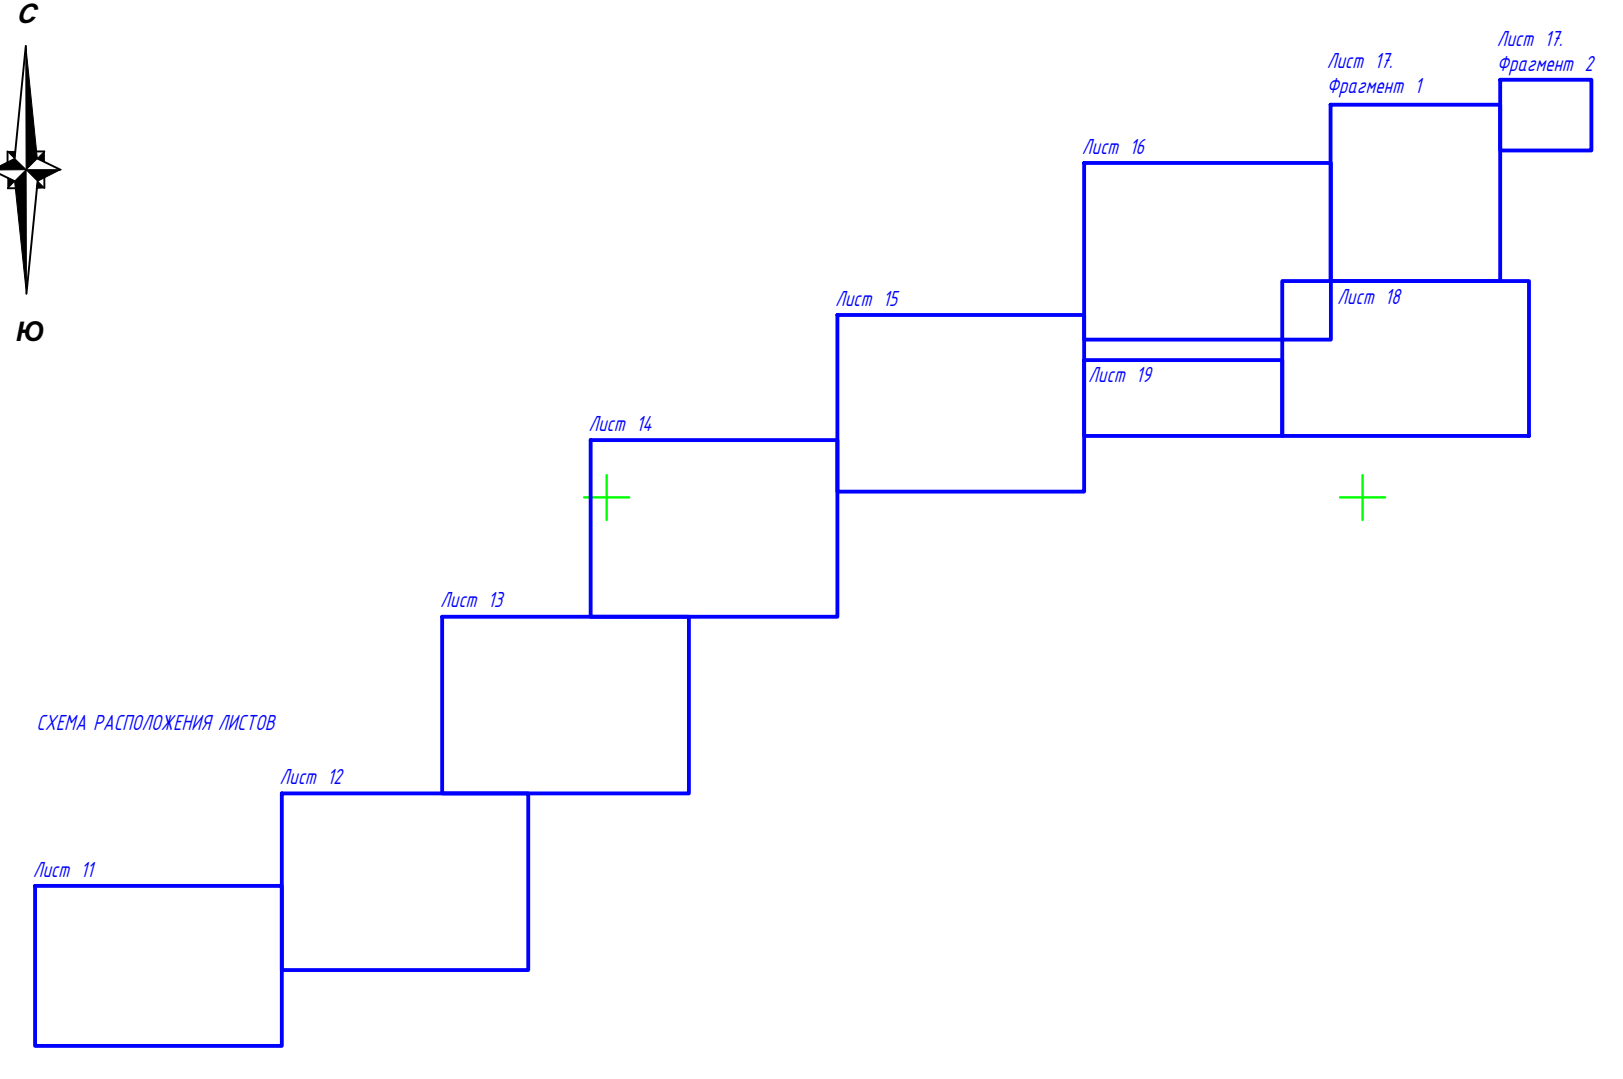 С
Ю
Лист 17.
Фрагмент 2
Лист 17.
Фрагмент 1
Лист 16
Лист 15
Лист 18
Лист 19
Лист 14
Лист 13
СХЕМА РАСПОЛОЖЕНИЯ ЛИСТОВ
Лист 12
Лист 11